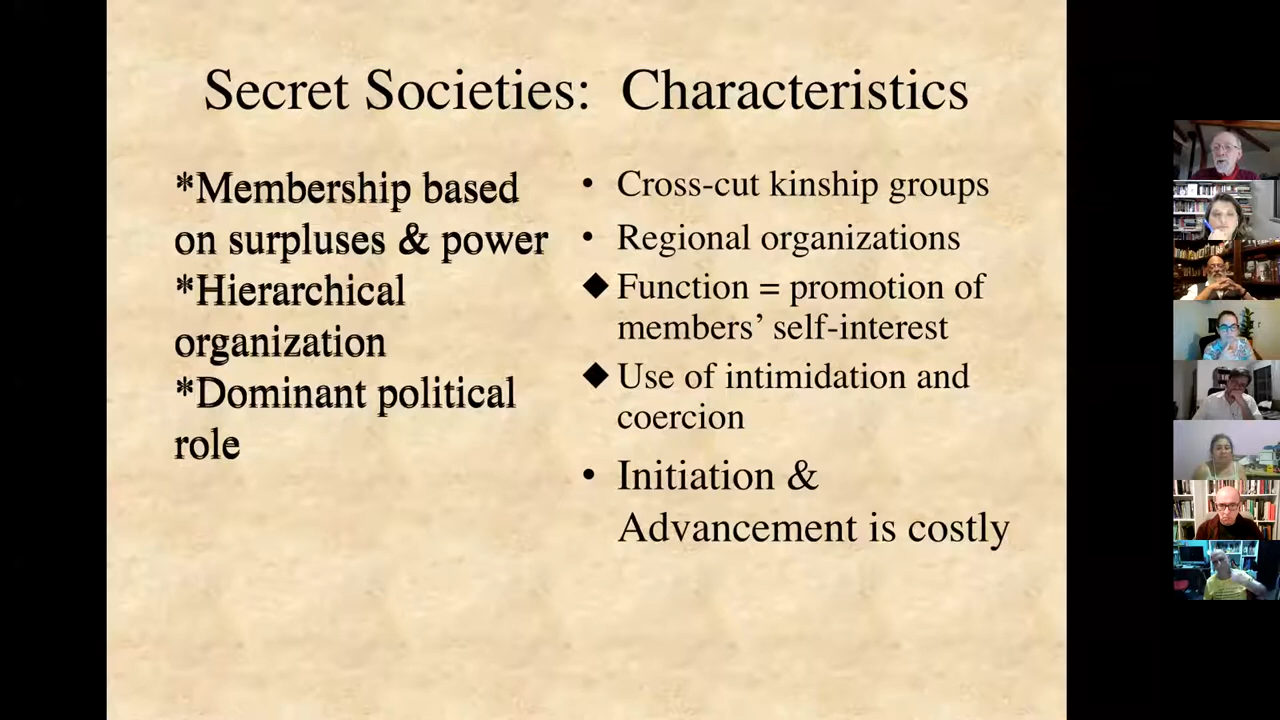 Secret Societies: Characteristics
*Membership based
on surpluses & power
*Hierarchical
organization
*Dominant political
role
• Cross-cut kinship groups
• Regional organizations
◆ Function = promotion of
members’ self-interest
◆ Use of intimidation and
coercion
• Initiation &
Advancement is costly